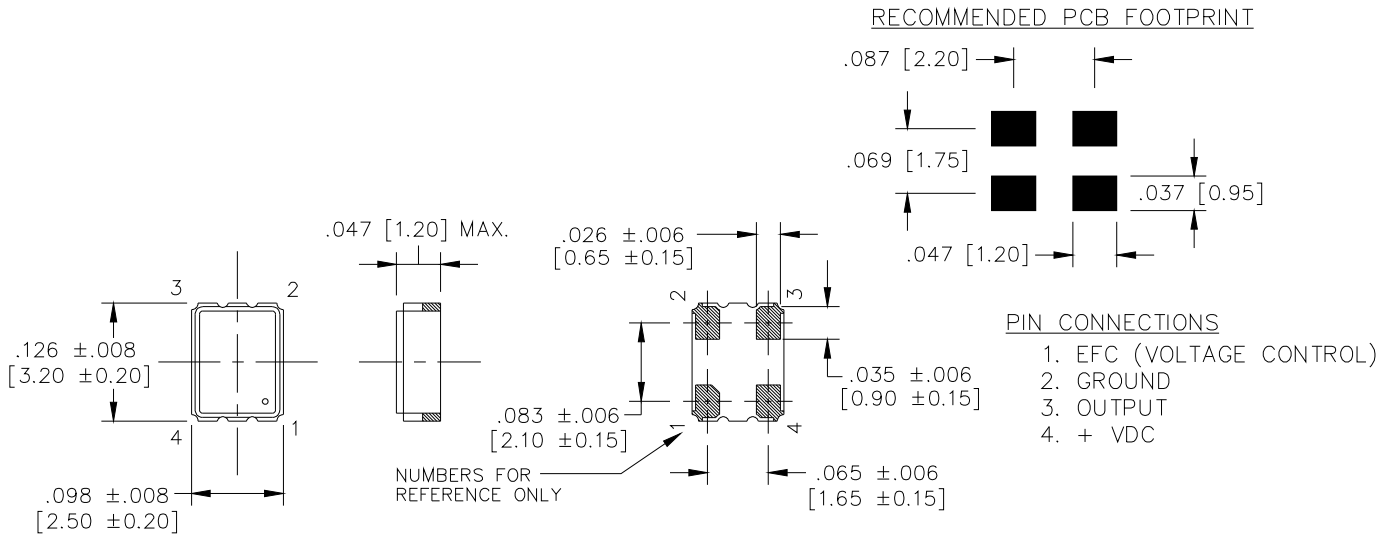 RECOMMENDED PCB FOOTPRINT
.087 [2.20]
.069 [1.75]
.037 [0.95]
.047 [1.20]
.047 [1.20] MAX.
.026 ±.006
[0.65 ±0.15]
3
2
2
3
.126 ±.008
[3.20 ±0.20]
4
1
1
4
.083 ±.006
[2.10 ±0.15]
.035 ±.006
[0.90 ±0.15]
NUMBERS FOR
REFERENCE ONLY
.065 ±.006
[1.65 ±0.15]
.098 ±.008
[2.50 ±0.20]
PIN CONNECTIONS
1. EFC (VOLTAGE CONTROL)
2. GROUND
3. OUTPUT
4. + VDC